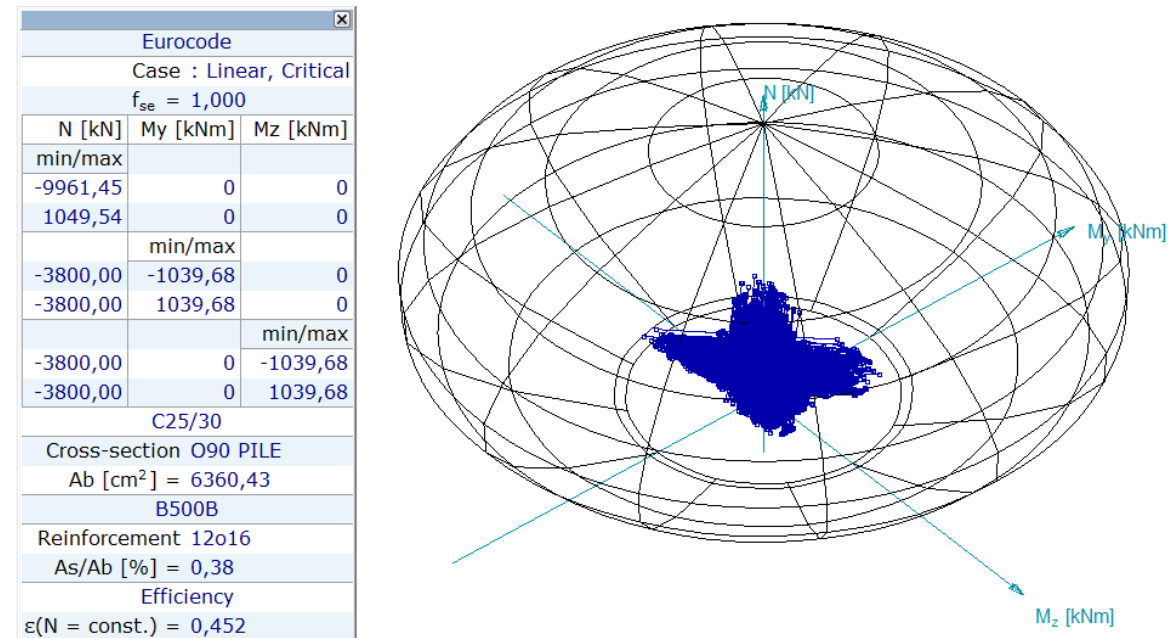 Eurocode
Case : Linear, Critical
fse = 1,000
N [kN] My [kNm] Mz [kNm]
min/max
-9961,45 0 0
1049,54 0 0
min/max
-3800,00 -1039,68 0
-3800,00 1039,68 0
min/max
-3800,00 0 -1039,68
-3800,00 0 1039,68
C25/30
Cross-section O90 PILE
Ab [cm²] = 6360,43
B500B
Reinforcement 12o16
As/Ab [%] = 0,38
Efficiency
ε(N = const.) = 0,452
N [kN]
My [kNm]
Mz [kNm]